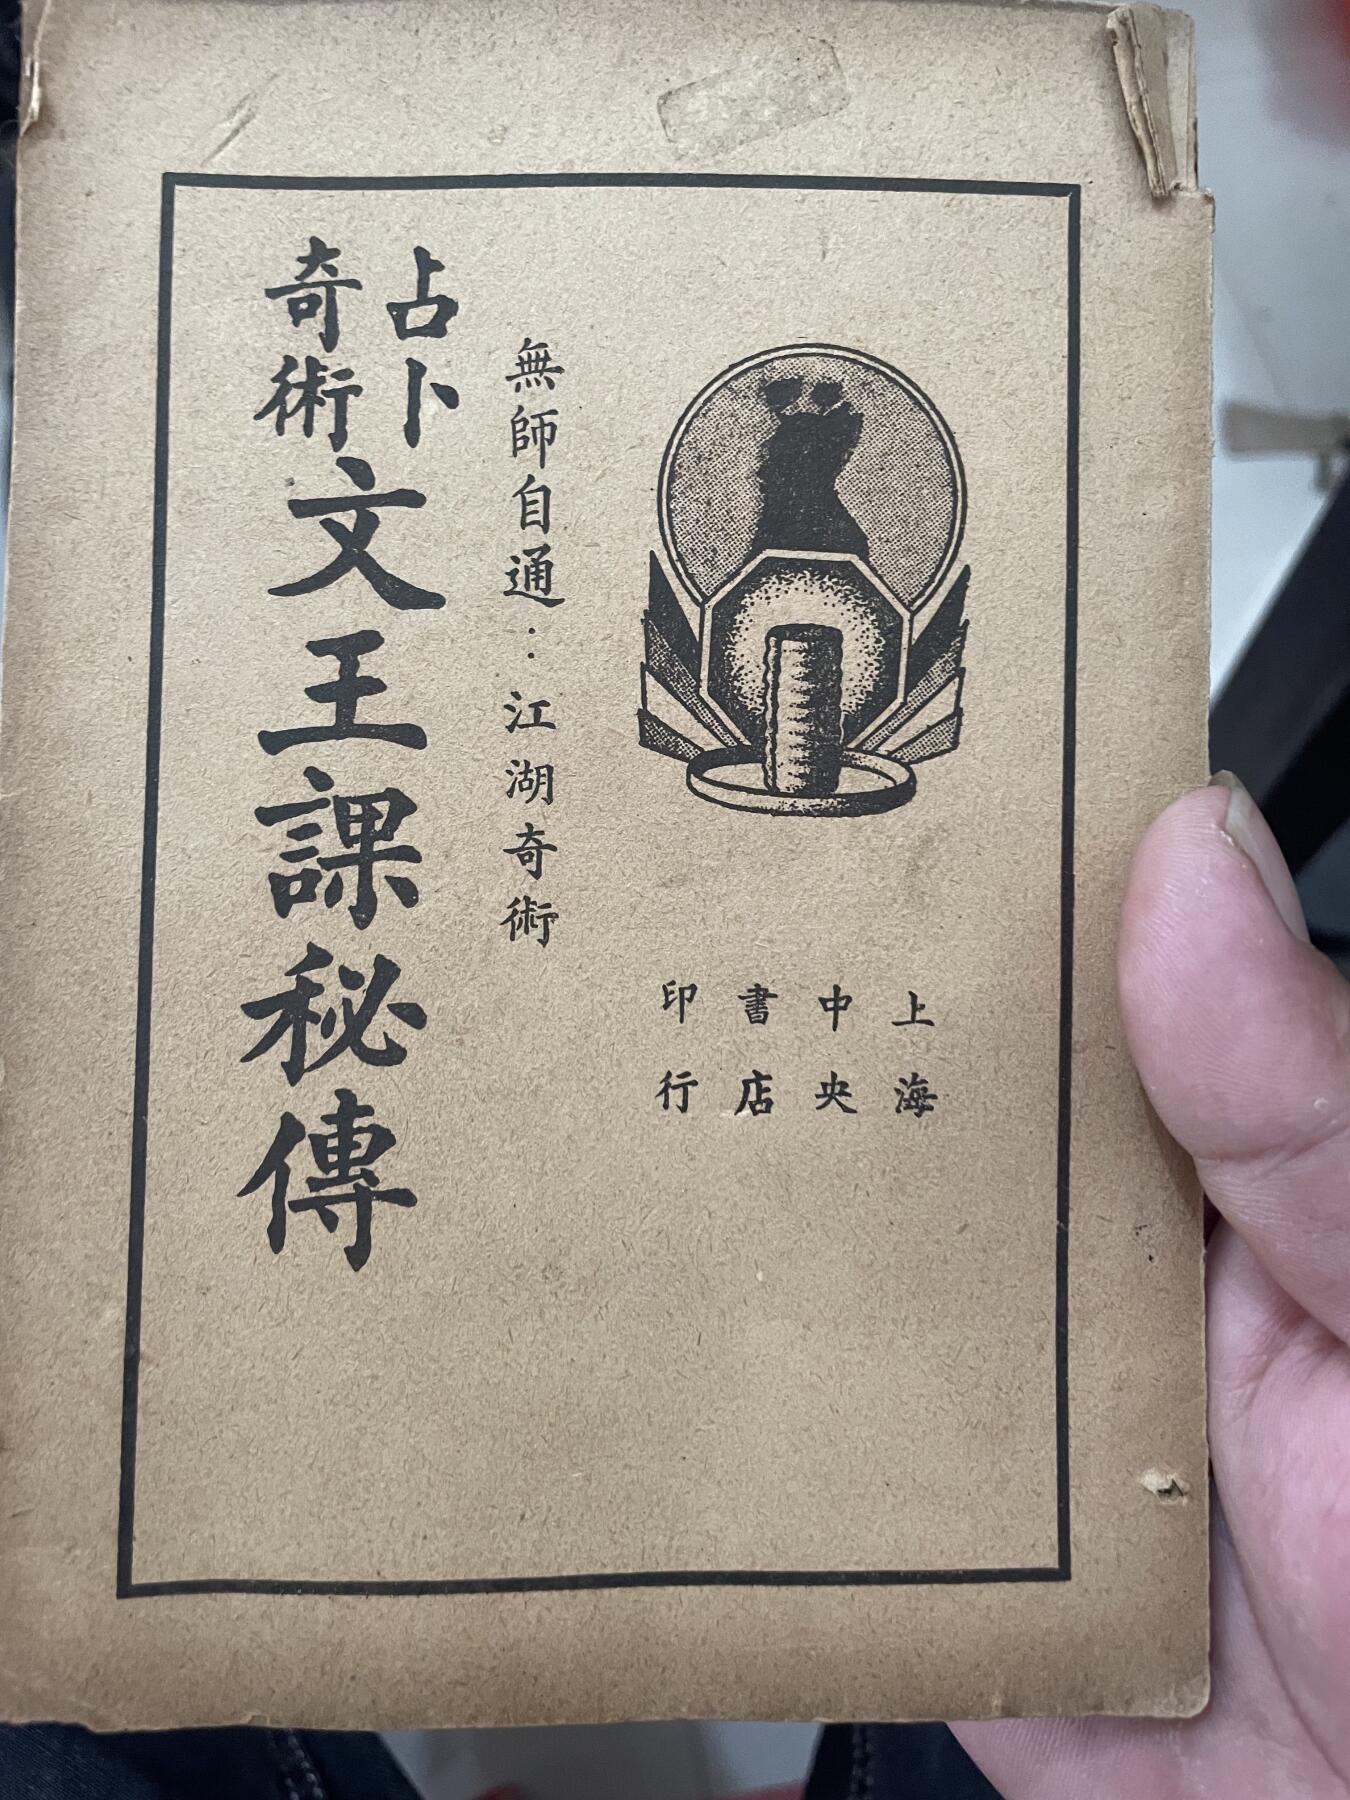 上海
中央
書店
印行
無師自通：江湖奇術
占卜
奇術
文王課秘傳